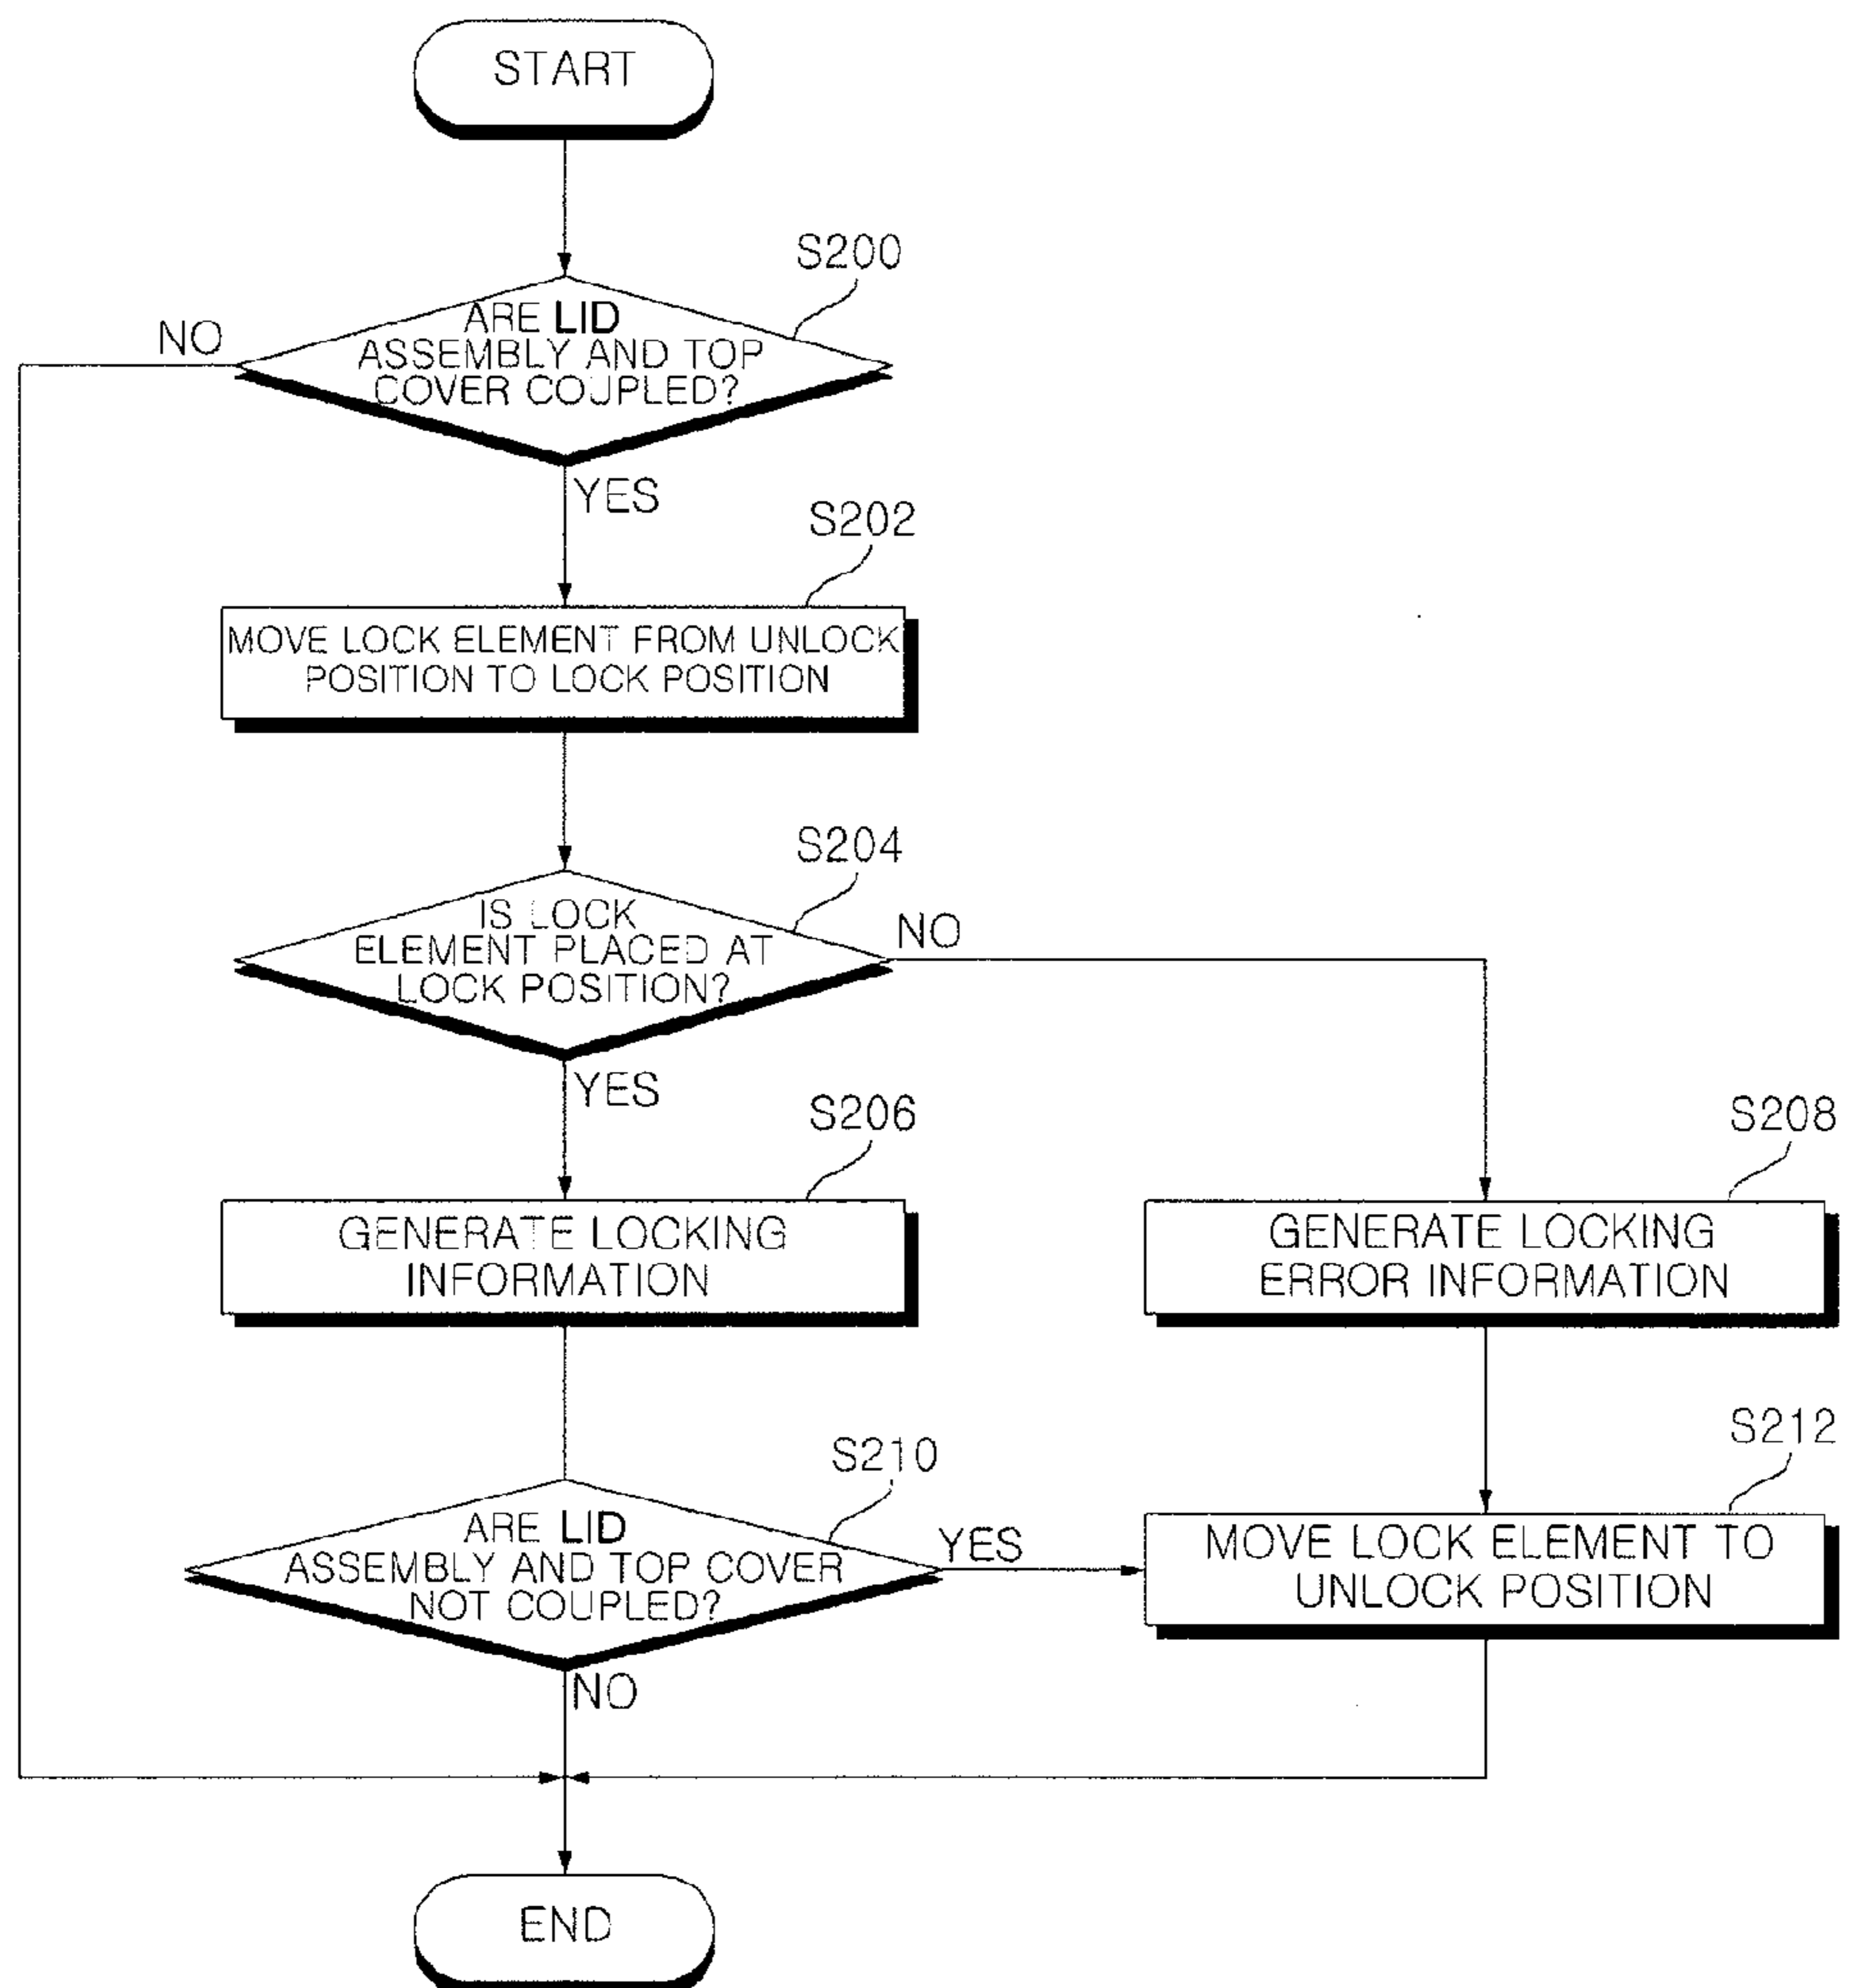 START
S200
NO
ARE LID
ASSEMBLY AND TOP
COVER COUPLED?
YES
S202
MOVE LOCK ELEMENT FROM UNLOCK
POSITION TO LOCK POSITION
S204
IS LOCK
ELEMENT PLACED AT
LOCK POSITION?
NO
YES
S206
S208
GENERATE LOCKING
INFORMATION
GENERATE LOCKING
ERROR INFORMATION
S210
S212
ARE LID
ASSEMBLY AND TOP COVER
NOT COUPLED?
YES
MOVE LOCK ELEMENT TO
UNLOCK POSITION
NO
END